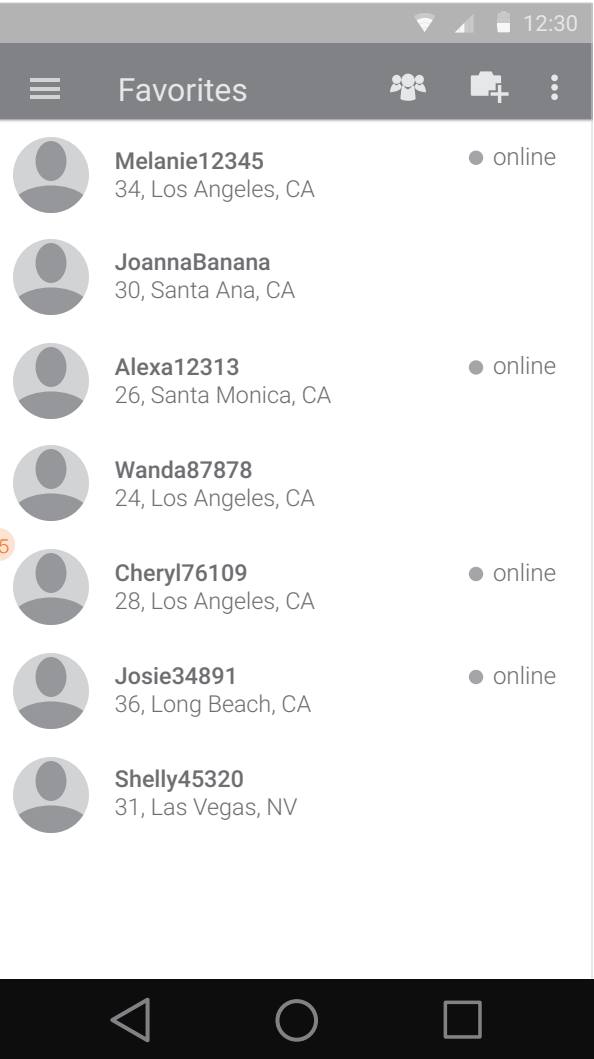 12:30
Favorites
Melanie12345
online
34, Los Angeles, CA
JoannaBanana
30, Santa Ana, CA
Alexa12313
online
26, Santa Monica, CA
Wanda87878
24, Los Angeles, CA
5
Cheryl76109
online
28, Los Angeles, CA
Josie34891
online
36, Long Beach, CA
Shelly45320
31, Las Vegas, NV